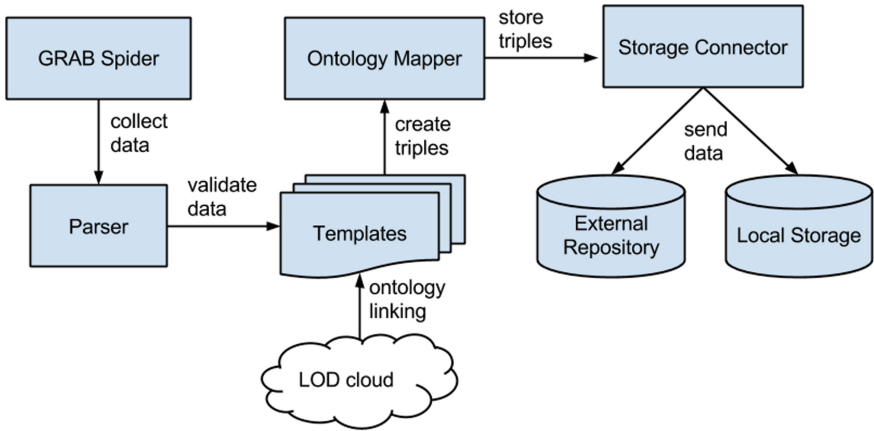 GRAB Spider
collect
data
Parser
validate
data
Templates
ontology
linking
LOD cloud
create
triples
Ontology Mapper
store
triples
Storage Connector
send
data
External
Repository
Local Storage